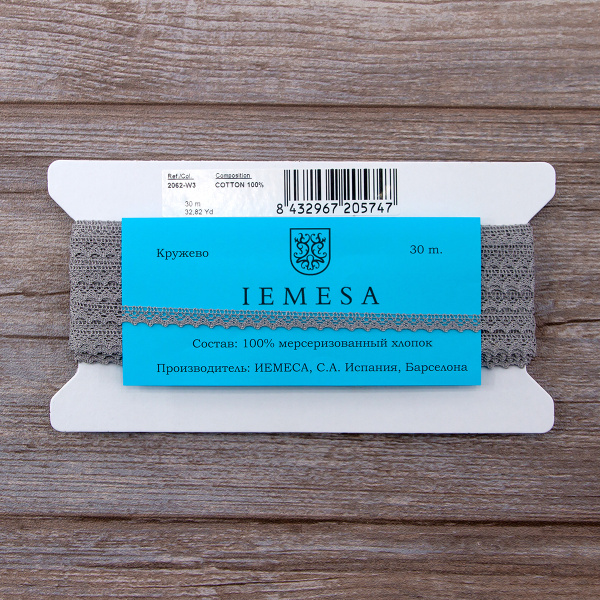 Ref./Col. Composition
2062-W3 COTTON 100%
30 m
32,82 Yd
8 432967 205747
Кружево 30 m.
IEMESA
Состав: 100% мерсеризованный хлопок
Производитель: ИЕМЕСА, С.А. Испания, Барселона